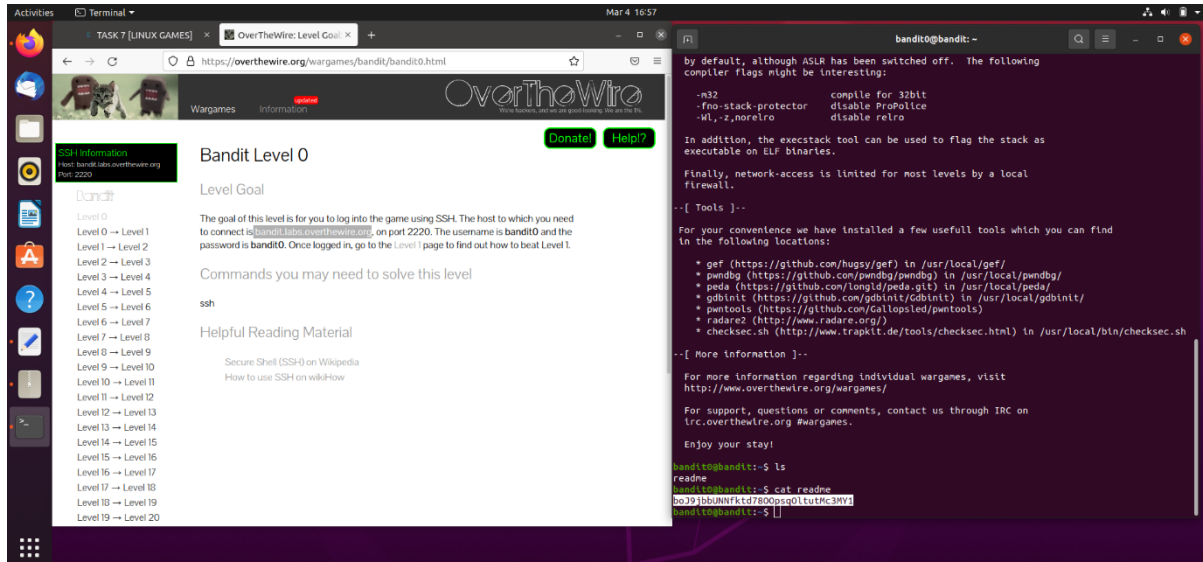 Activities
Terminal
Mar 4 16:57
TASK 7 [LINUX GAMES]
OverTheWire: Level Goal
https://overthewire.org/wargames/bandit/bandit0.html
Wargames
Information
updated
OverTheWire
We're hackers, and we are good-looking. We are the 1%.
Donate!
Help!?
SSH Information
Host: bandit.labs.overthewire.org
Port: 2220
Bandit
Level 0
Level 0 → Level 1
Level 1 → Level 2
Level 2 → Level 3
Level 3 → Level 4
Level 4 → Level 5
Level 5 → Level 6
Level 6 → Level 7
Level 7 → Level 8
Level 8 → Level 9
Level 9 → Level 10
Level 10 → Level 11
Level 11 → Level 12
Level 12 → Level 13
Level 13 → Level 14
Level 14 → Level 15
Level 15 → Level 16
Level 16 → Level 17
Level 17 → Level 18
Level 18 → Level 19
Level 19 → Level 20
Bandit Level 0
Level Goal
The goal of this level is for you to log into the game using SSH. The host to which you need
to connect is bandit.labs.overthewire.org, on port 2220. The username is bandit0 and the
password is bandit0. Once logged in, go to the Level 1 page to find out how to beat Level 1.
Commands you may need to solve this level
ssh
Helpful Reading Material
Secure Shell (SSH) on Wikipedia
How to use SSH on wikiHow
bandit0@bandit: ~
by default, although ASLR has been switched off.  The following
compiler flags might be interesting:
-m32 compile for 32bit
-fno-stack-protector disable ProPolice
-Wl,-z,norelro disable relro
In addition, the execstack tool can be used to flag the stack as
executable on ELF binaries.
Finally, network-access is limited for most levels by a local
firewall.
--[ Tools ]--
For your convenience we have installed a few usefull tools which you can find
in the following locations:
* gef (https://github.com/hugsy/gef) in /usr/local/gef/
* pwndbg (https://github.com/pwndbg/pwndbg) in /usr/local/pwndbg/
* peda (https://github.com/longld/peda.git) in /usr/local/peda/
* gdbinit (https://github.com/gdbinit/Gdbinit) in /usr/local/gdbinit/
* pwntools (https://github.com/Gallopsled/pwntools)
* radare2 (http://www.radare.org/)
* checksec.sh (http://www.trapkit.de/tools/checksec.html) in /usr/local/bin/checksec.sh
--[ More information ]--
For more information regarding individual wargames, visit
http://www.overthewire.org/wargames/
For support, questions or comments, contact us through IRC on
irc.overthewire.org #wargames.
Enjoy your stay!
bandit0@bandit:~$ ls
readme
bandit0@bandit:~$ cat readme
boJ9jbbUNNfktd78OOpsqOltutMc3MY1
bandit0@bandit:~$